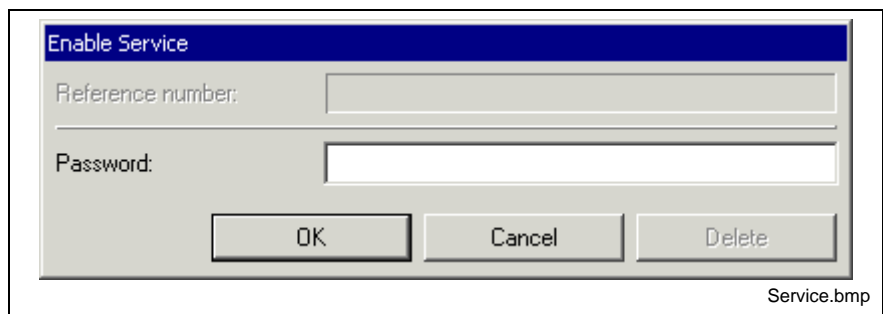 Enable Service
Reference number:
Password:
OK Cancel Delete
Service.bmp